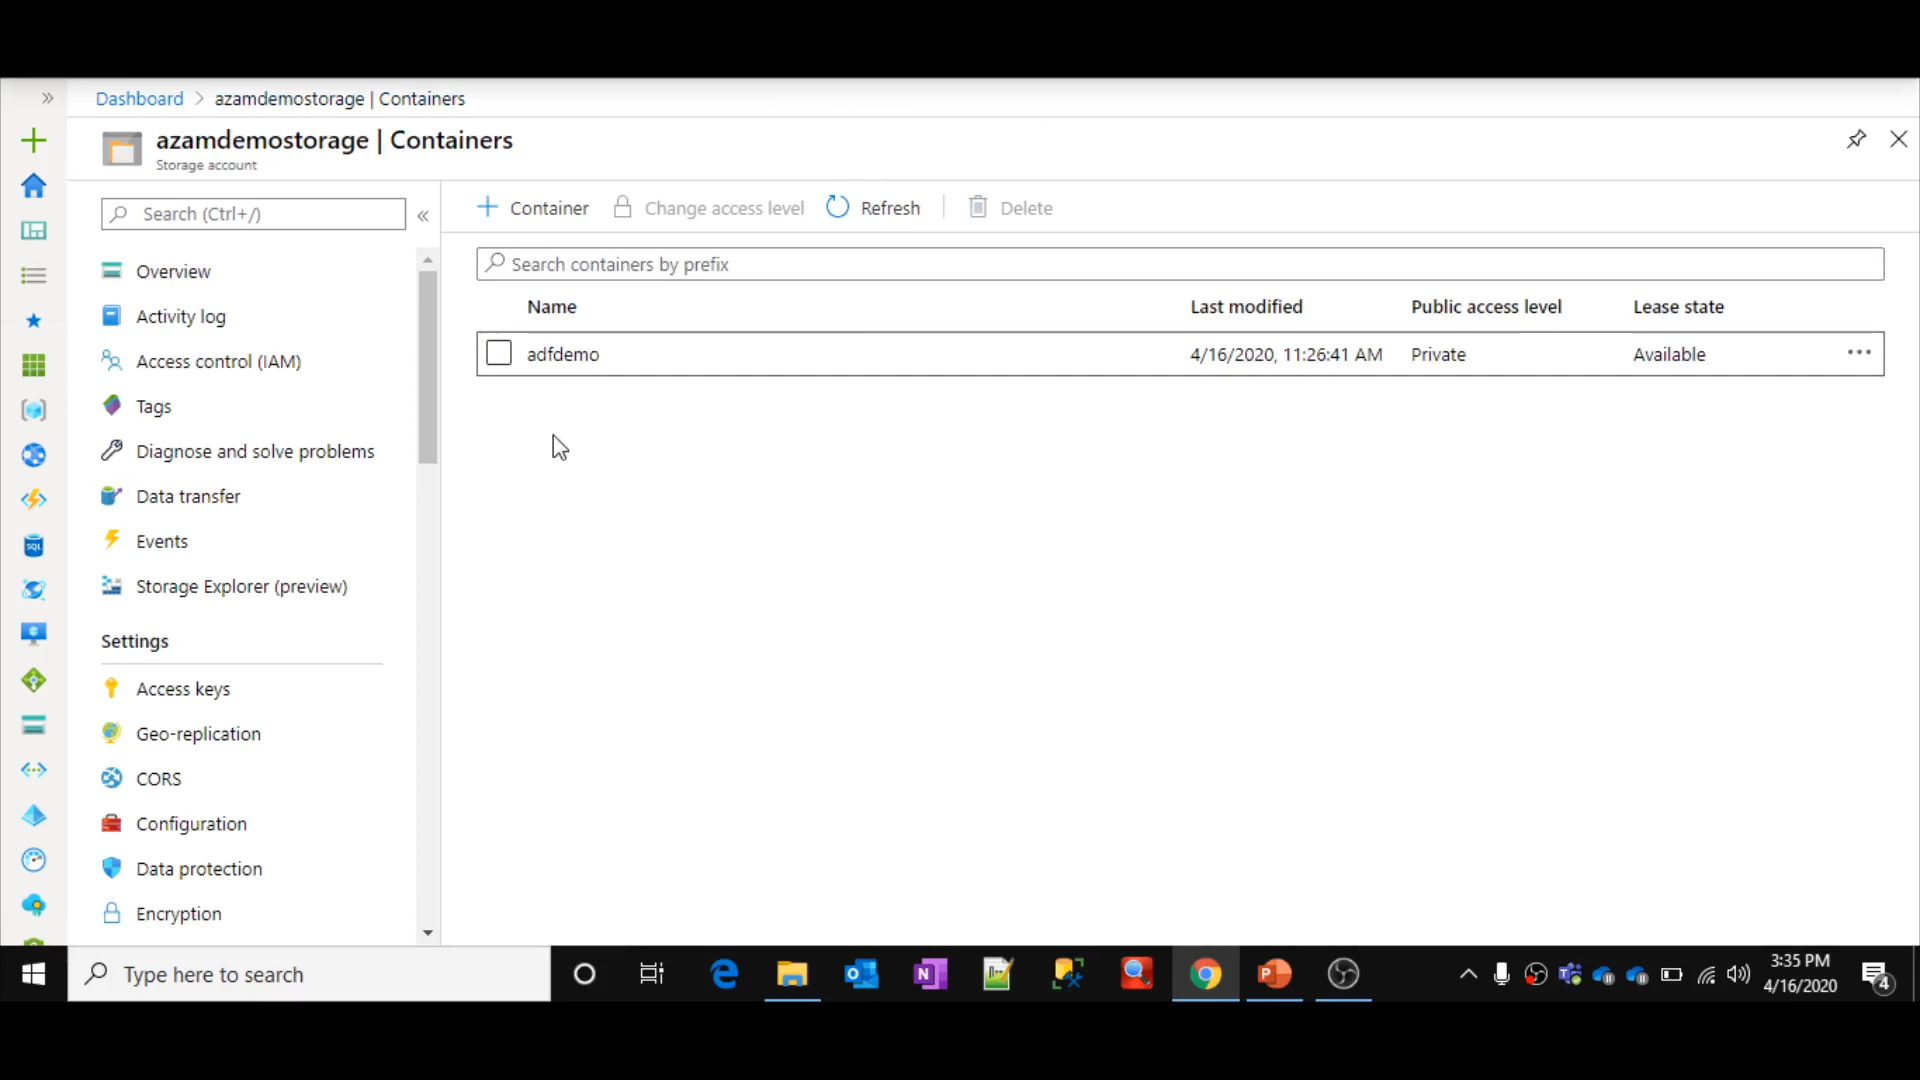 Dashboard > azamdemostorage | Containers
azamdemostorage | Containers
Storage account
Search (Ctrl+/)
Overview
Activity log
Access control (IAM)
Tags
Diagnose and solve problems
Data transfer
Events
Storage Explorer (preview)
Settings
Access keys
Geo-replication
CORS
Configuration
Data protection
Encryption
SQL
Container Change access level Refresh Delete
Search containers by prefix
Name Last modified Public access level Lease state
adfdemo 4/16/2020, 11:26:41 AM Private Available
Type here to search
3:35 PM
4/16/2020
4